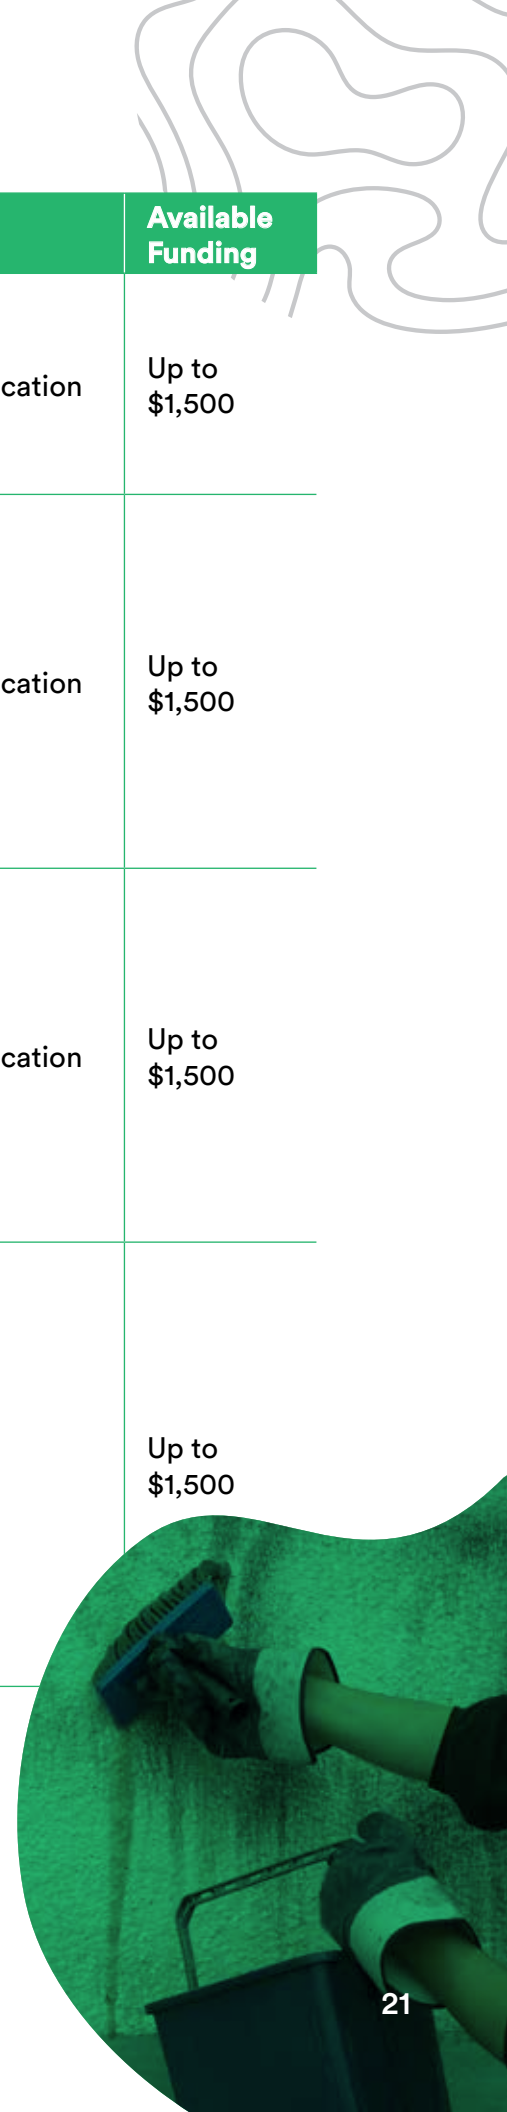 Available
Funding
cation
Up to
$1,500
cation
Up to
$1,500
cation
Up to
$1,500
Up to
$1,500
21